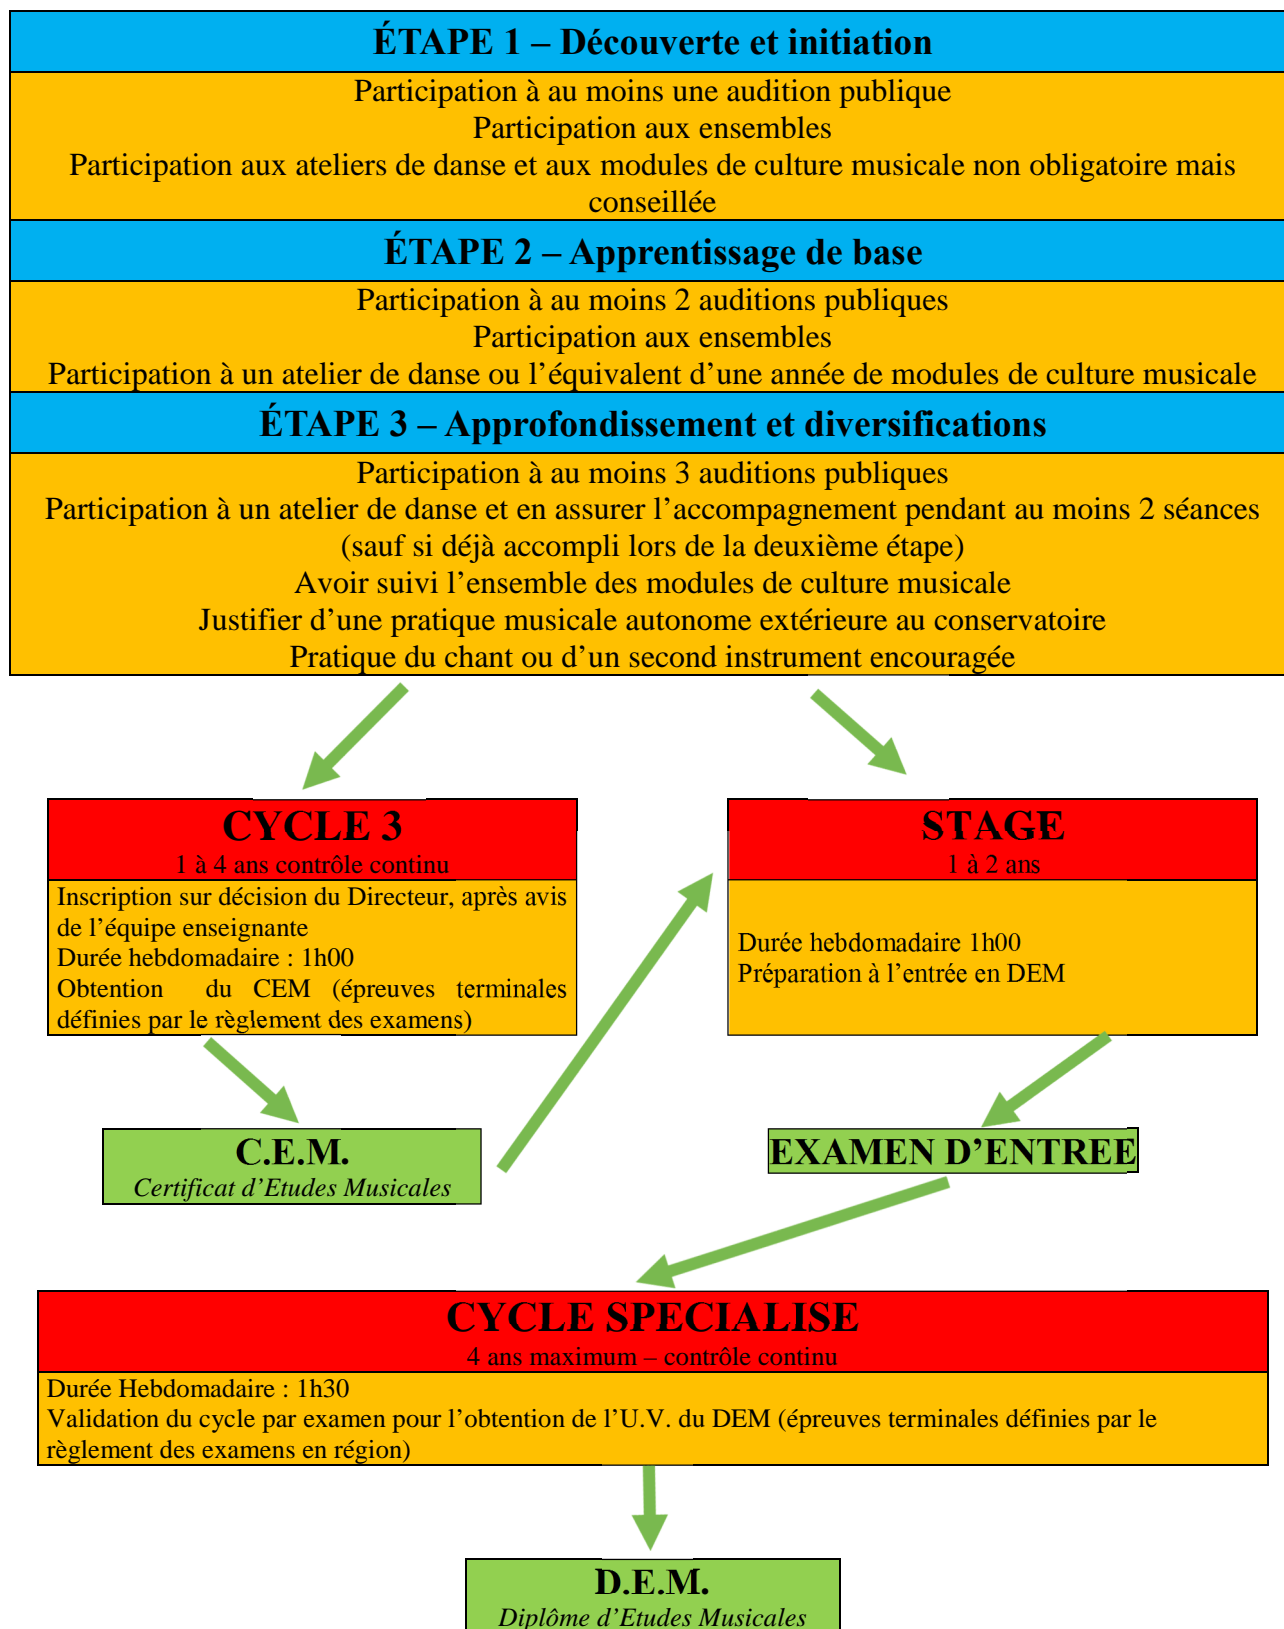 ÉTAPE 1 – Découverte et initiation
Participation à au moins une audition publique
Participation aux ensembles
Participation aux ateliers de danse et aux modules de culture musicale non obligatoire mais
conseillée
ÉTAPE 2 – Apprentissage de base
Participation à au moins 2 auditions publiques
Participation aux ensembles
Participation à un atelier de danse ou l’équivalent d’une année de modules de culture musicale
ÉTAPE 3 – Approfondissement et diversifications
Participation à au moins 3 auditions publiques
Participation à un atelier de danse et en assurer l’accompagnement pendant au moins 2 séances
(sauf si déjà accompli lors de la deuxième étape)
Avoir suivi l’ensemble des modules de culture musicale
Justifier d’une pratique musicale autonome extérieure au conservatoire
Pratique du chant ou d’un second instrument encouragée
CYCLE 3
1 à 4 ans contrôle continu
Inscription sur décision du Directeur, après avis
de l’équipe enseignante
Durée hebdomadaire : 1h00
Obtention du CEM (épreuves terminales
définies par le règlement des examens)
STAGE
1 à 2 ans
Durée hebdomadaire 1h00
Préparation à l’entrée en DEM
C.E.M.
Certificat d’Etudes Musicales
EXAMEN D’ENTREE
CYCLE SPECIALISE
4 ans maximum – contrôle continu
Durée Hebdomadaire : 1h30
Validation du cycle par examen pour l’obtention de l’U.V. du DEM (épreuves terminales définies par le
règlement des examens en région)
D.E.M.
Diplôme d’Etudes Musicales